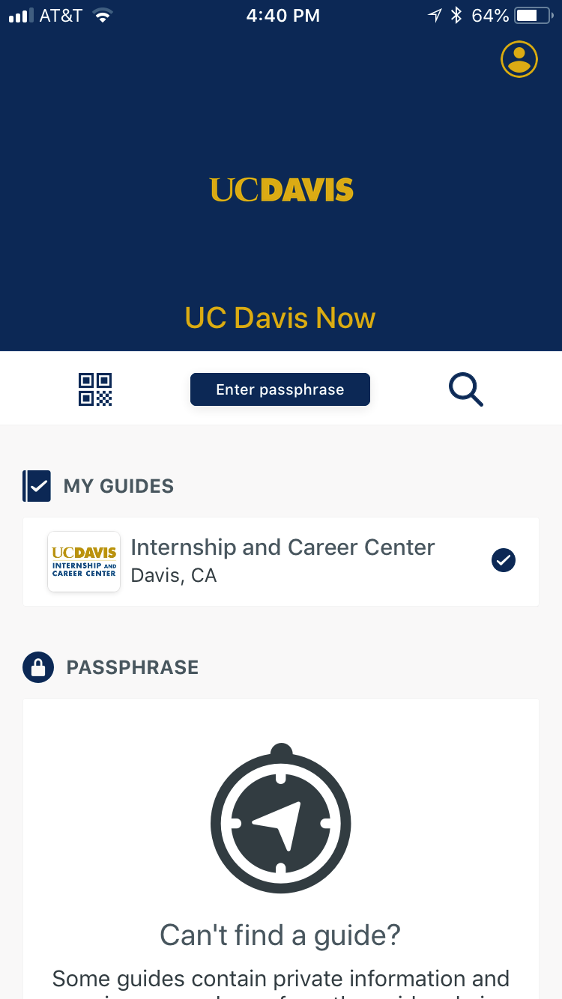 AT&T 4:40 PM 64%
UCDAVIS
UC Davis Now
Enter passphrase
MY GUIDES
UCDAVIS
INTERNSHIP AND
CAREER CENTER
Internship and Career Center
Davis, CA
PASSPHRASE
Can't find a guide?
Some guides contain private information and